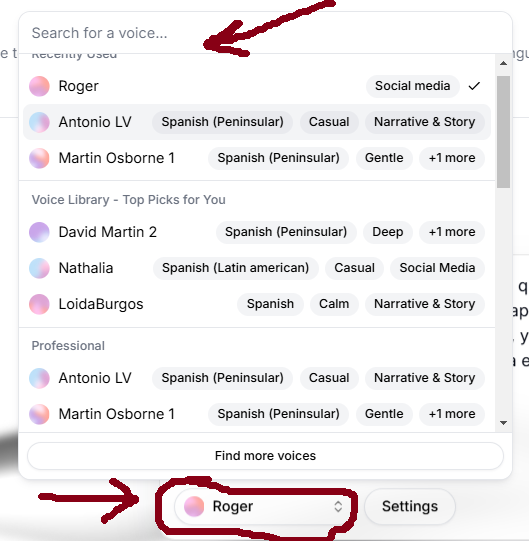 Search for a voice...
Recently Used
Roger Social media
Antonio LV Spanish (Peninsular) Casual Narrative & Story
Martin Osborne 1 Spanish (Peninsular) Gentle +1 more
Voice Library - Top Picks for You
David Martin 2 Spanish (Peninsular) Deep +1 more
Nathalia Spanish (Latin american) Casual Social Media
LoidaBurgos Spanish Calm Narrative & Story
Professional
Antonio LV Spanish (Peninsular) Casual Narrative & Story
Martin Osborne 1 Spanish (Peninsular) Gentle +1 more
Find more voices
Roger Settings